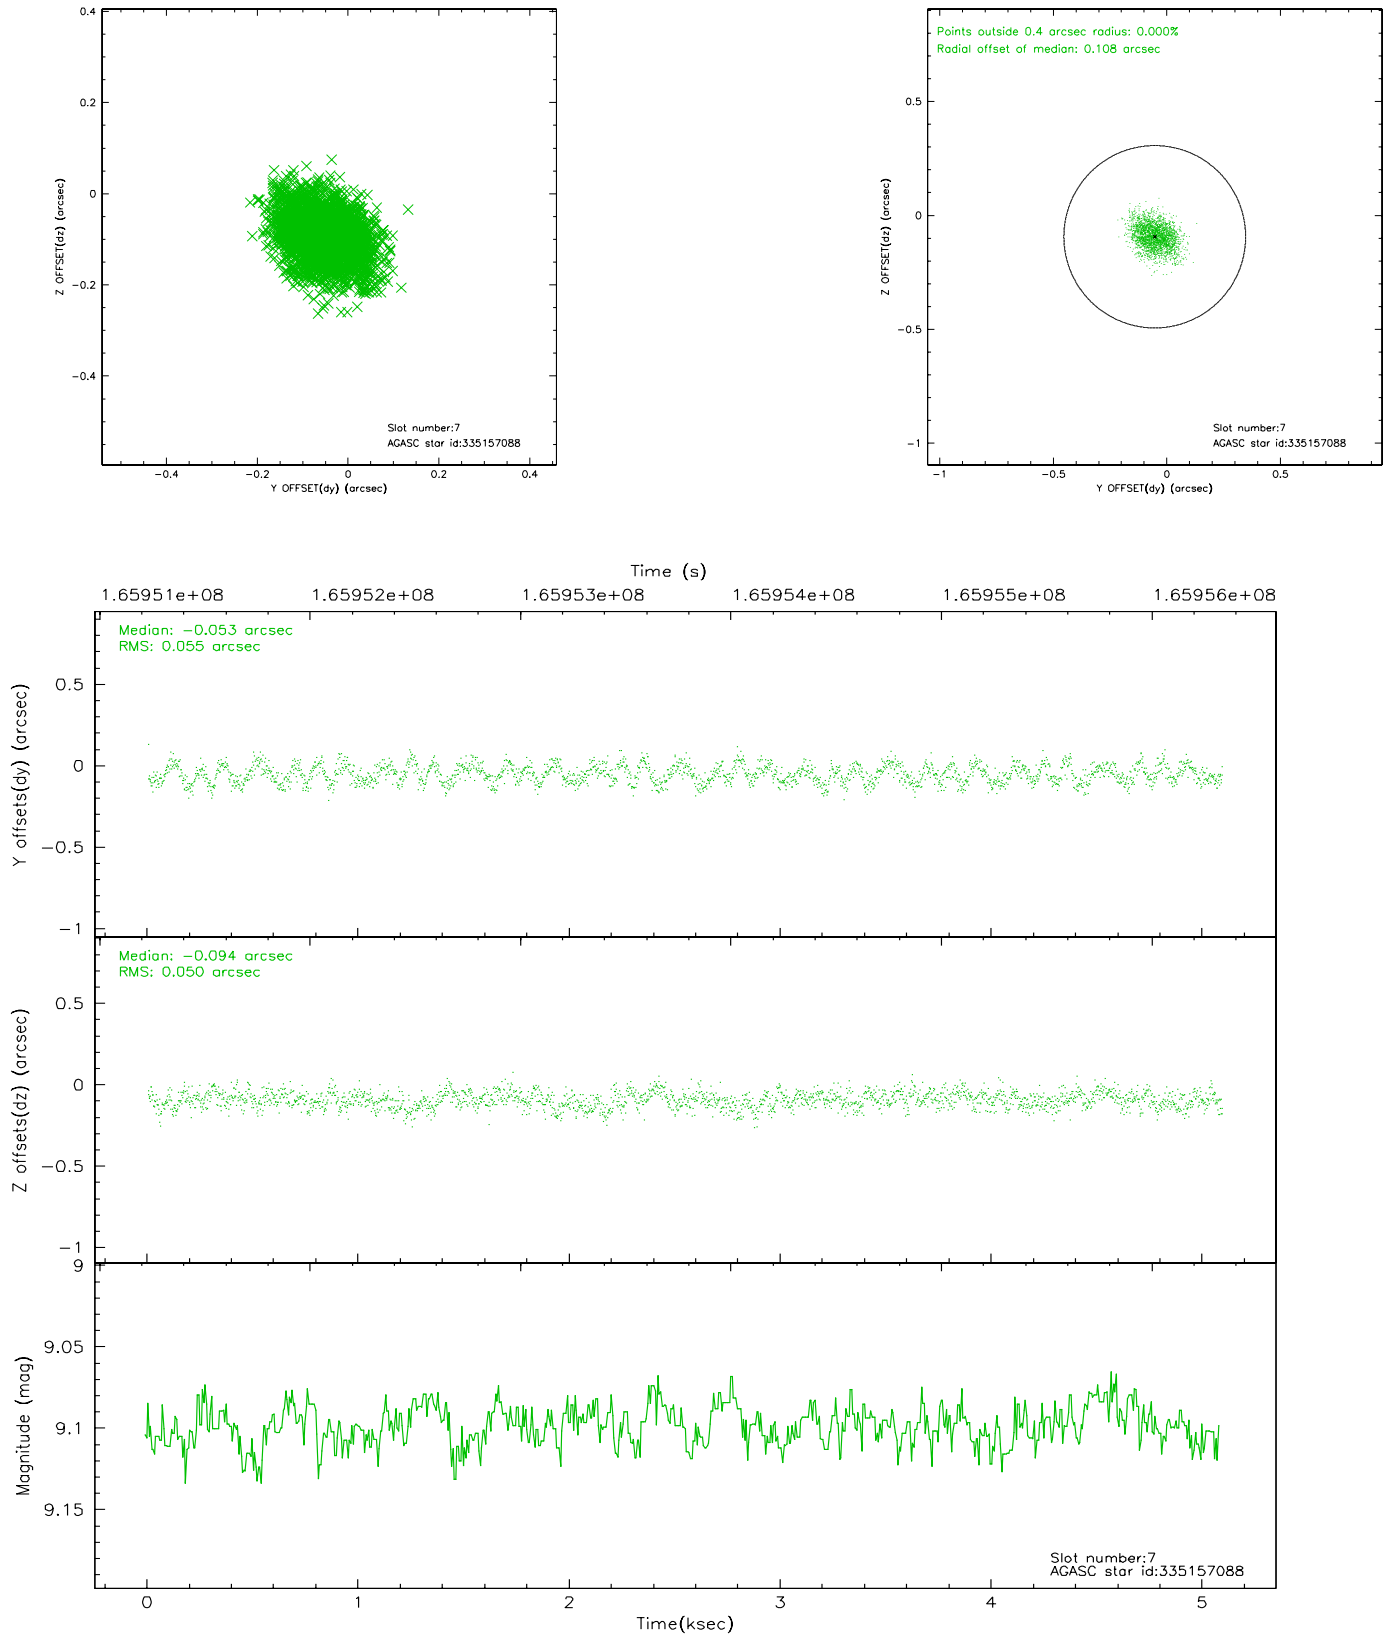 0.4
0.2
0
−0.2
−0.4
Z OFFSET(dz) (arcsec)
Slot number:7
AGASC star id:335157088
−0.4
−0.2
0
0.2
0.4
Y OFFSET(dy) (arcsec)
Points outside 0.4 arcsec radius: 0.000%
Radial offset of median: 0.108 arcsec
0.5
0
−0.5
−1
Z OFFSET(dz) (arcsec)
Slot number:7
AGASC star id:335157088
−1
−0.5
0
0.5
Y OFFSET(dy) (arcsec)
Time (s)
1.65951e+08
1.65952e+08
1.65953e+08
1.65954e+08
1.65955e+08
1.65956e+08
Median: −0.053 arcsec
RMS: 0.055 arcsec
0.5
0
−0.5
−1
Y offsets(dy) (arcsec)
Median: −0.094 arcsec
RMS: 0.050 arcsec
0.5
0
−0.5
−1
Z offsets(dz) (arcsec)
9
9.05
9.1
9.15
Magnitude (mag)
Slot number:7
AGASC star id:335157088
0
1
2
3
4
5
Time(ksec)